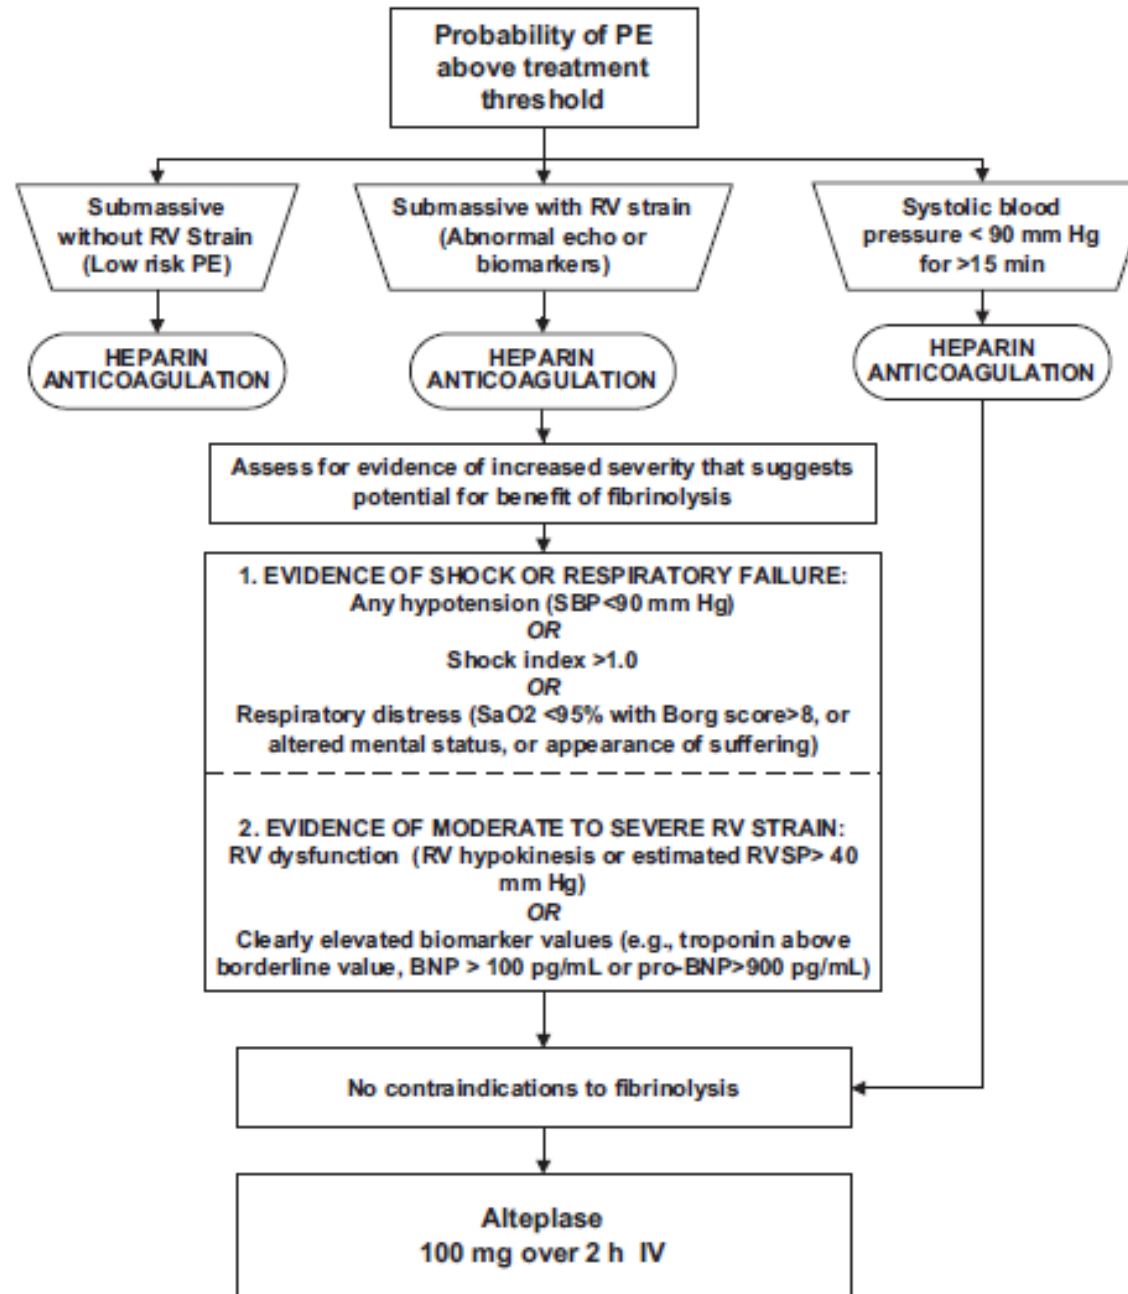 Probability of PE
above treatment
threshold
Submassive
without RV Strain
(Low risk PE)
Submassive with RV strain
(Abnormal echo or
biomarkers)
Systolic blood
pressure < 90 mm Hg
for >15 min
HEPARIN
ANTICOAGULATION
HEPARIN
ANTICOAGULATION
HEPARIN
ANTICOAGULATION
Assess for evidence of increased severity that suggests
potential for benefit of fibrinolysis
1. EVIDENCE OF SHOCK OR RESPIRATORY FAILURE:
Any hypotension (SBP<90 mm Hg)
OR
Shock index >1.0
OR
Respiratory distress (SaO2 <95% with Borg score>8, or
altered mental status, or appearance of suffering)
2. EVIDENCE OF MODERATE TO SEVERE RV STRAIN:
RV dysfunction (RV hypokinesis or estimated RVSP> 40
mm Hg)
OR
Clearly elevated biomarker values (e.g., troponin above
borderline value, BNP > 100 pg/mL or pro-BNP>900 pg/mL)
No contraindications to fibrinolysis
Alteplase
100 mg over 2 h IV